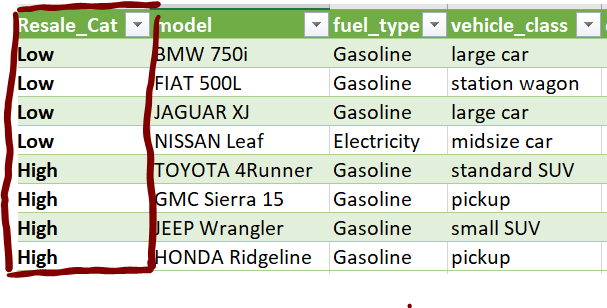 Resale_Cat model fuel_type vehicle_class
Low BMW 750i Gasoline large car
Low FIAT 500L Gasoline station wagon
Low JAGUAR XJ Gasoline large car
Low NISSAN Leaf Electricity midsize car
High TOYOTA 4Runner Gasoline standard SUV
High GMC Sierra 15 Gasoline pickup
High JEEP Wrangler Gasoline small SUV
High HONDA Ridgeline Gasoline pickup